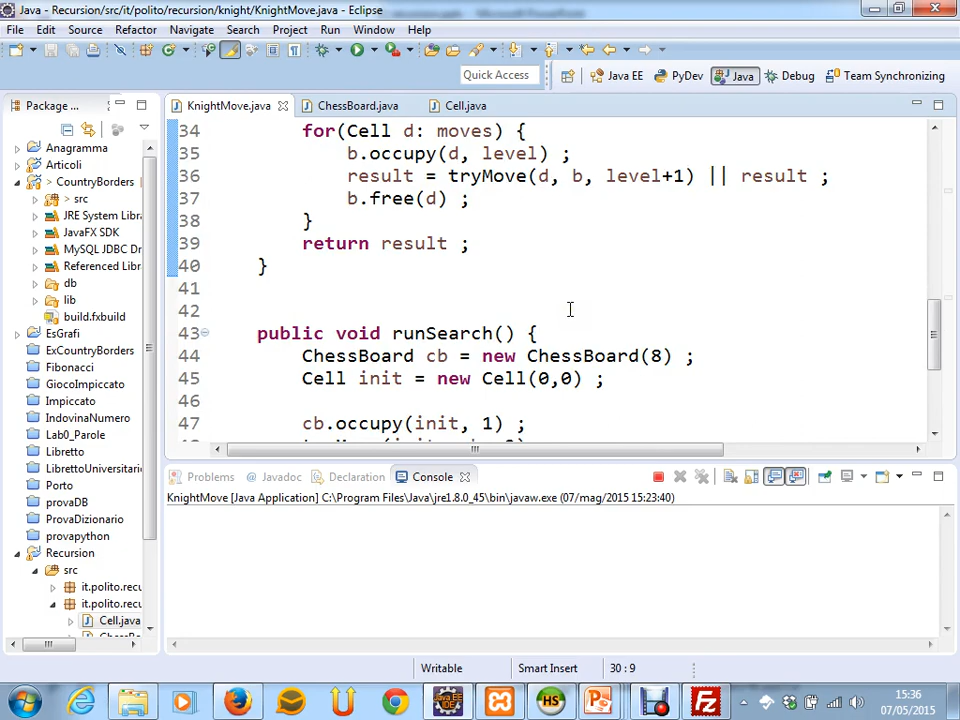 Java - Recursion/src/it/polito/recursion/knight/KnightMove.java - Eclipse
File Edit Source Refactor Navigate Search Project Run Window Help
Quick Access Java EE PyDev Java Debug Team Synchronizing
Package ...
KnightMove.java ChessBoard.java Cell.java
Anagramma
Articoli
> CountryBorders
> src
JRE System Libra
JavaFX SDK
MySQL JDBC Dr
Referenced Libr
db
lib
build.fxbuild
EsGrafi
ExCountryBorders
Fibonacci
GiocoImpiccato
Impiccato
IndovinaNumero
Lab0_Parole
Libretto
LibrettoUniversitario
Porto
provaDB
ProvaDizionario
provapython
Recursion
src
it.polito.recu
it.polito.recu
Cell.java
34 for(Cell d: moves) {
35 b.occupy(d, level) ;
36 result = tryMove(d, b, level+1) || result ;
37 b.free(d) ;
38 }
39 return result ;
40 }
41
42
43 public void runSearch() {
44 ChessBoard cb = new ChessBoard(8) ;
45 Cell init = new Cell(0,0) ;
46
47 cb.occupy(init, 1) ;
Problems @ Javadoc Declaration Console
KnightMove [Java Application] C:\Program Files\Java\jre1.8.0_45\bin\javaw.exe (07/mag/2015 15:23:40)
Writable Smart Insert 30 : 9
15:36
07/05/2015